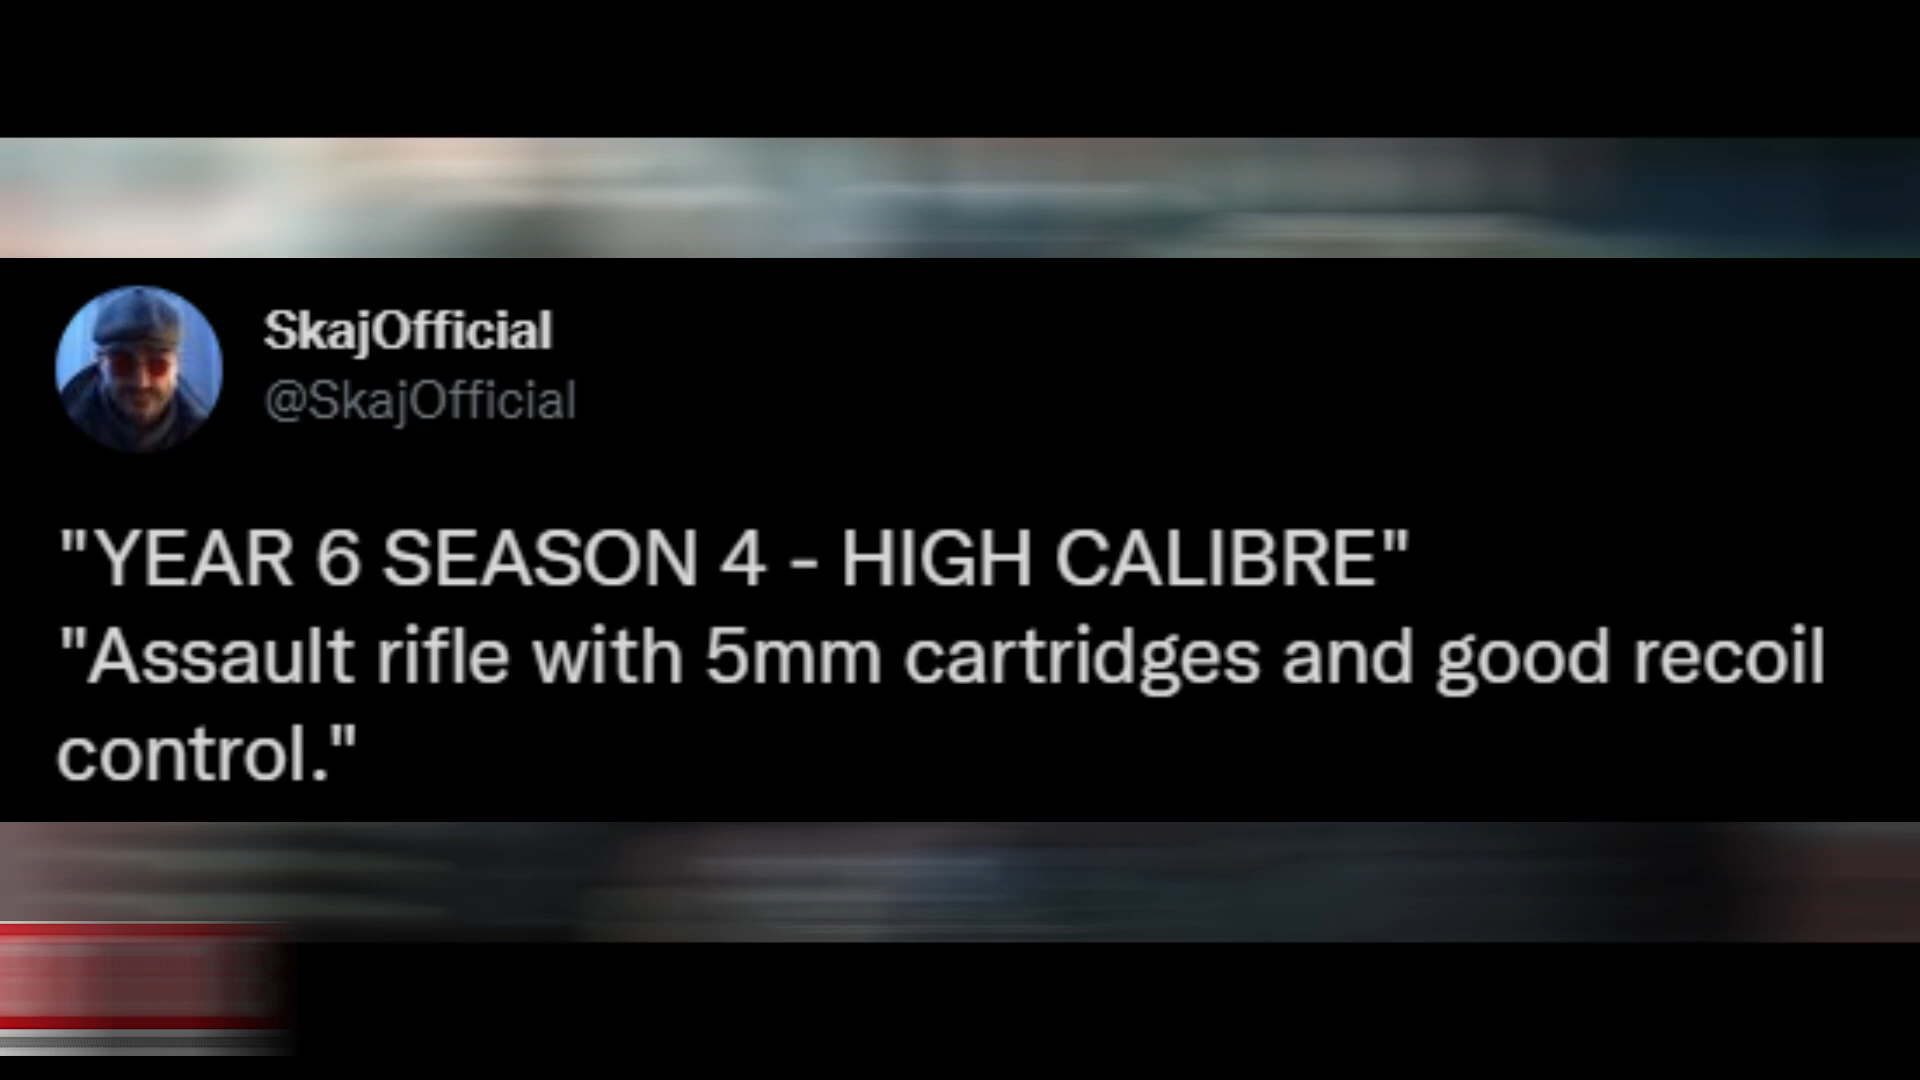 SkajOfficial
@SkajOfficial
"YEAR 6 SEASON 4 - HIGH CALIBRE"
"Assault rifle with 5mm cartridges and good recoil
control."